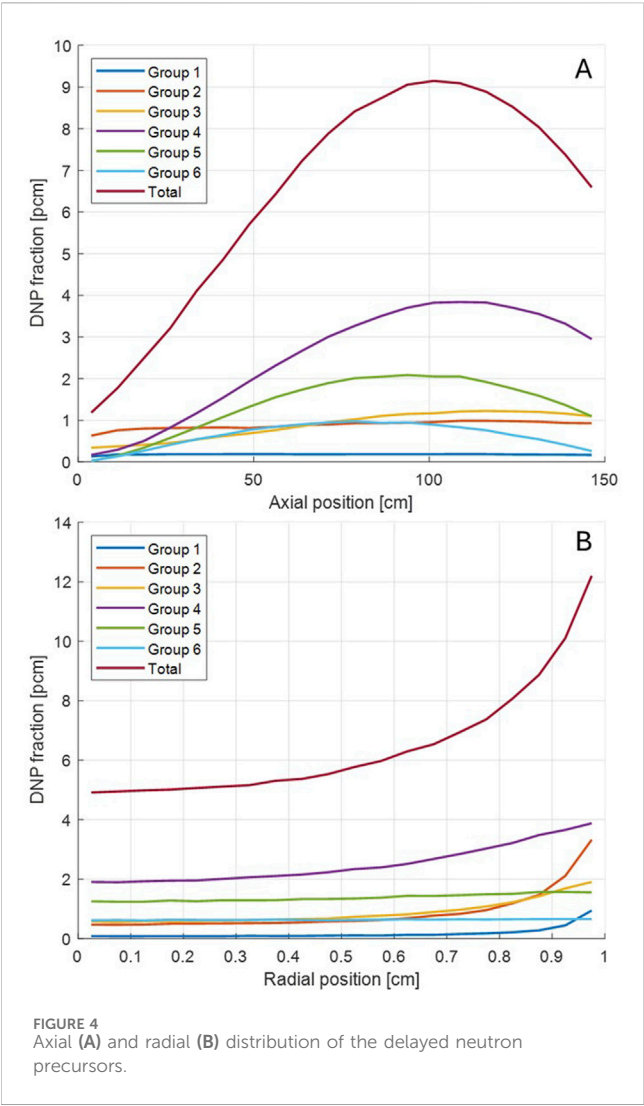 10
9
8
7
6
5
4
3
2
1
0
DNP fraction [pcm]
Group 1
Group 2
Group 3
Group 4
Group 5
Group 6
Total
A
0 50 100 150
Axial position [cm]
14
12
10
8
6
4
2
0
DNP fraction [pcm]
Group 1
Group 2
Group 3
Group 4
Group 5
Group 6
Total
B
0 0.1 0.2 0.3 0.4 0.5 0.6 0.7 0.8 0.9 1
Radial position [cm]
FIGURE 4
Axial (A) and radial (B) distribution of the delayed neutron
precursors.